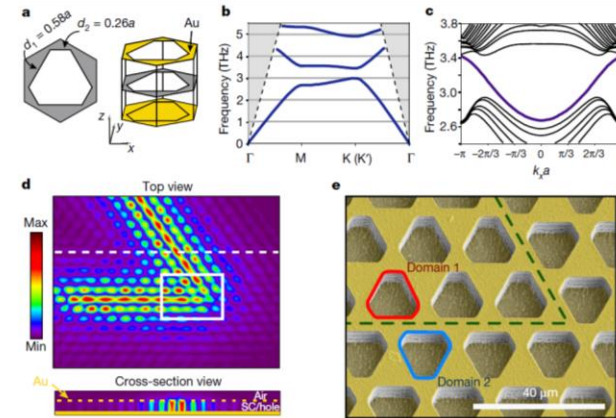 a
d₁ = 0.58a
d₂ = 0.26a
Au
z
y
x
b
Frequency (THz)
5
4
3
2
1
0
Γ
M
K (K′)
Γ
c
Frequency (THz)
3.8
3.4
3.0
2.6
−π
−2π/3
−π/3
0
π/3
2π/3
kₓa
d
Top view
Max
Min
Cross-section view
Au
Air
SC/hole
e
Domain 1
Domain 2
40 μm